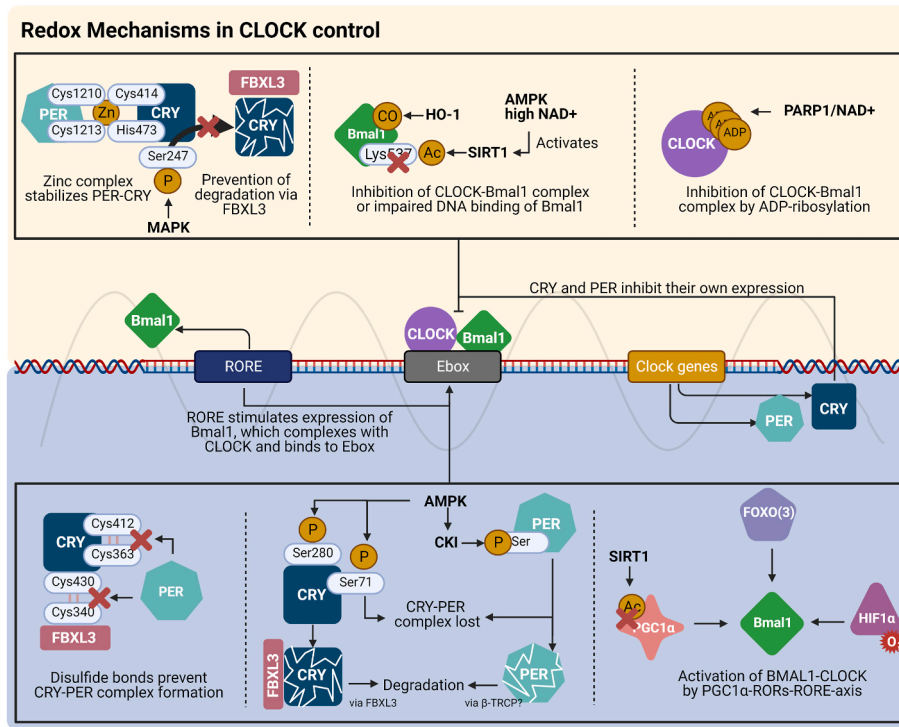 Redox Mechanisms in CLOCK control
FBXL3
Cys1210
Cys414
PER
Zn
CRY
CRY
Cys1213
His473
Ser247
P
MAPK
Zinc complex
stabilizes PER-CRY
Prevention of
degradation via
FBXL3
CO
HO-1
Bmal1
Lys537
Ac
SIRT1
AMPK
high NAD+
Activates
Inhibition of CLOCK-Bmal1 complex
or impaired DNA binding of Bmal1
ADP
CLOCK
PARP1/NAD+
Inhibition of CLOCK-Bmal1
complex by ADP-ribosylation
CRY and PER inhibit their own expression
Bmal1
CLOCK
Bmal1
RORE
Ebox
Clock genes
PER
CRY
RORE stimulates expression of
Bmal1, which complexes with
CLOCK and binds to Ebox
Cys412
CRY
Cys363
Cys430
Cys340
FBXL3
PER
Disulfide bonds prevent
CRY-PER complex formation
AMPK
P
P
CKI
P
Ser
PER
Ser280
Ser71
CRY
CRY-PER
complex lost
FBXL3
CRY
Degradation
via FBXL3
via β-TRCP?
PER
FOXO(3)
SIRT1
Ac
PGC1α
Bmal1
HIF1α
Activation of BMAL1-CLOCK
by PGC1α-RORs-RORE-axis